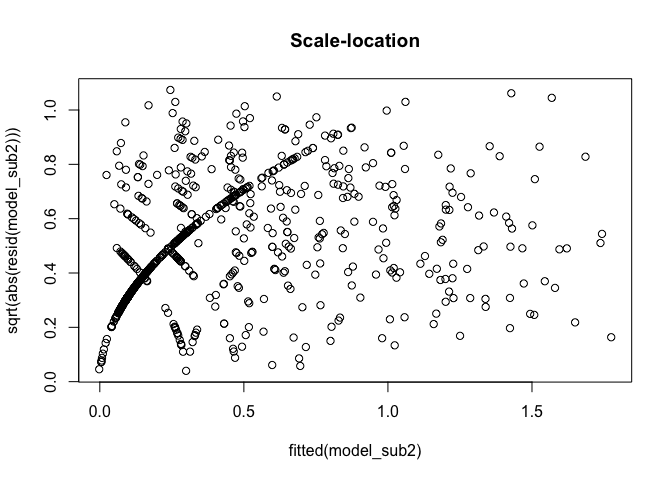 Scale-location
sqrt(abs(resid(model_sub2)))
0.0 0.2 0.4 0.6 0.8 1.0
0.0 0.5 1.0 1.5
fitted(model_sub2)